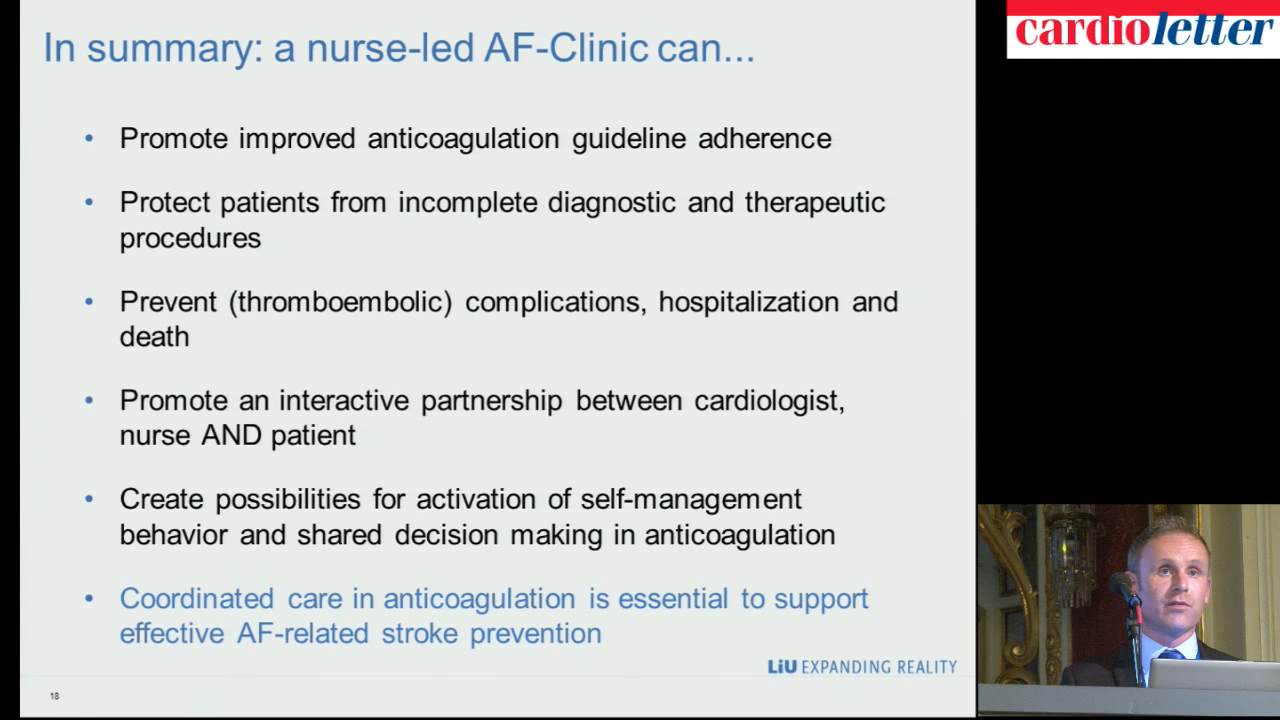 In summary: a nurse-led AF-Clinic can...
cardioletter
• Promote improved anticoagulation guideline adherence
• Protect patients from incomplete diagnostic and therapeutic
procedures
• Prevent (thromboembolic) complications, hospitalization and
death
• Promote an interactive partnership between cardiologist,
nurse AND patient
• Create possibilities for activation of self-management
behavior and shared decision making in anticoagulation
• Coordinated care in anticoagulation is essential to support
effective AF-related stroke prevention
LiU EXPANDING REALITY
18